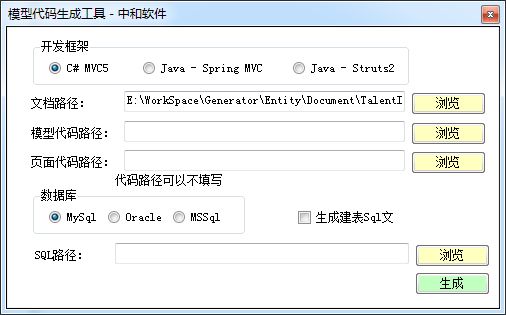 模型代码生成工具 - 中和软件
开发框架
C# MVC5
Java - Spring MVC
Java - Struts2
文档路径：
E:\WorkSpace\Generator\Entity\Document\TalentI
浏览
模型代码路径：
浏览
页面代码路径：
浏览
代码路径可以不填写
数据库
MySql
Oracle
MSSql
生成建表Sql文
SQL路径：
浏览
生成